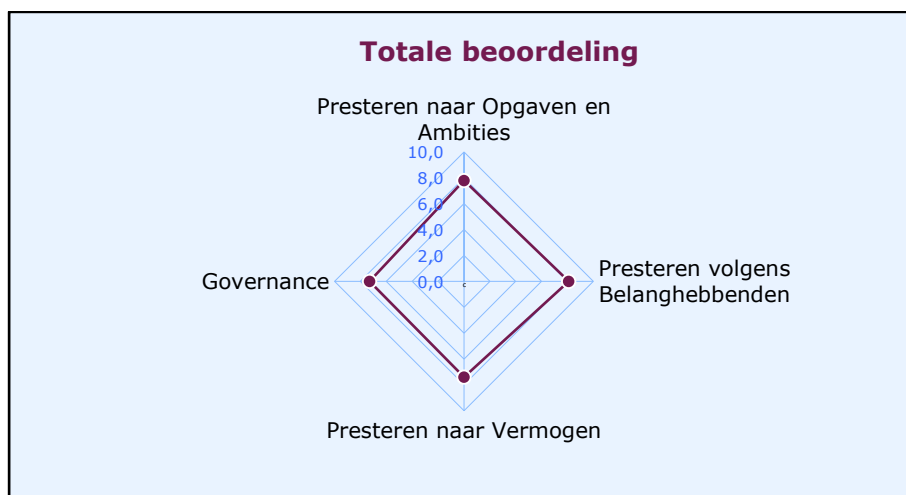 Totale beoordeling
Presteren naar Opgaven en
Ambities
10,0
8,0
6,0
4,0
2,0
0,0
c
Governance
Presteren volgens
Belanghebbenden
Presteren naar Vermogen